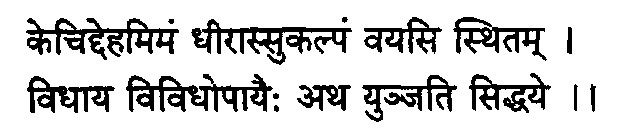 केचिद्देहमिमं धीरास्सुकल्पं वयसि स्थितम् ।
विधाय विविधोपायैः अथ युञ्जति सिद्धये ।।